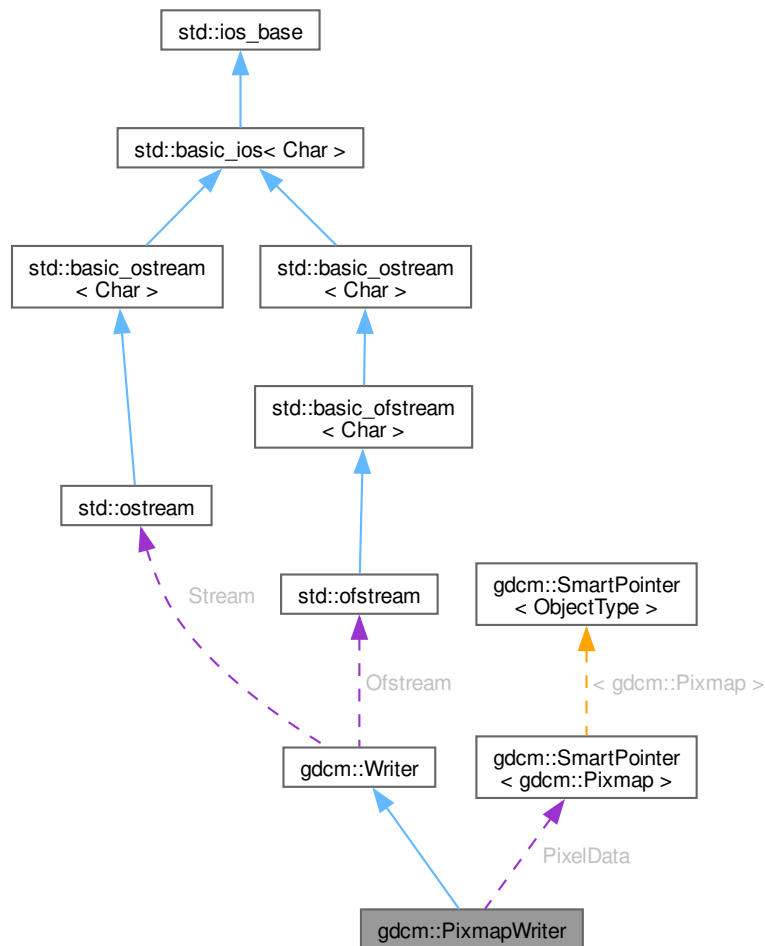 std::ios_base
std::basic_ios< Char >
std::basic_ostream
< Char >
std::basic_ostream
< Char >
std::basic_ofstream
< Char >
std::ostream
std::ofstream
gdcm::SmartPointer
< ObjectType >
Stream
Ofstream
< gdcm::Pixmap >
gdcm::Writer
gdcm::SmartPointer
< gdcm::Pixmap >
PixelData
gdcm::PixmapWriter